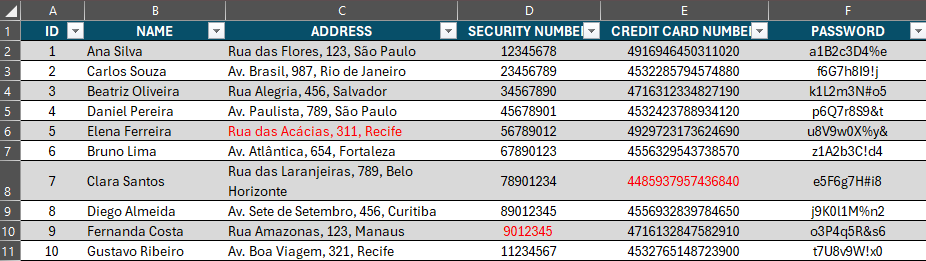 A B C D E F
1 ID NAME ADDRESS SECURITY NUMBE CREDIT CARD NUMBE PASSWORD
2 1 Ana Silva Rua das Flores, 123, São Paulo 12345678 4916946450311020 a1B2c3D4%e
3 2 Carlos Souza Av. Brasil, 987, Rio de Janeiro 23456789 4532285794574880 f6G7h8I9!j
4 3 Beatriz Oliveira Rua Alegria, 456, Salvador 34567890 4716312334827190 k1L2m3N#o5
5 4 Daniel Pereira Av. Paulista, 789, São Paulo 45678901 4532423788934120 p6Q7r8S9&t
6 5 Elena Ferreira Rua das Acácias, 311, Recife 56789012 4929723173624690 u8V9w0X%y&
7 6 Bruno Lima Av. Atlântica, 654, Fortaleza 67890123 4556329543738570 z1A2b3C!d4
8 7 Clara Santos Rua das Laranjeiras, 789, Belo
Horizonte 78901234 4485937957436840 e5F6g7H#i8
9 8 Diego Almeida Av. Sete de Setembro, 456, Curitiba 89012345 4556932839784650 j9K0l1M%n2
10 9 Fernanda Costa Rua Amazonas, 123, Manaus 9012345 4716132847582910 o3P4q5R&s6
11 10 Gustavo Ribeiro Av. Boa Viagem, 321, Recife 11234567 4532765148723900 t7U8v9W!x0